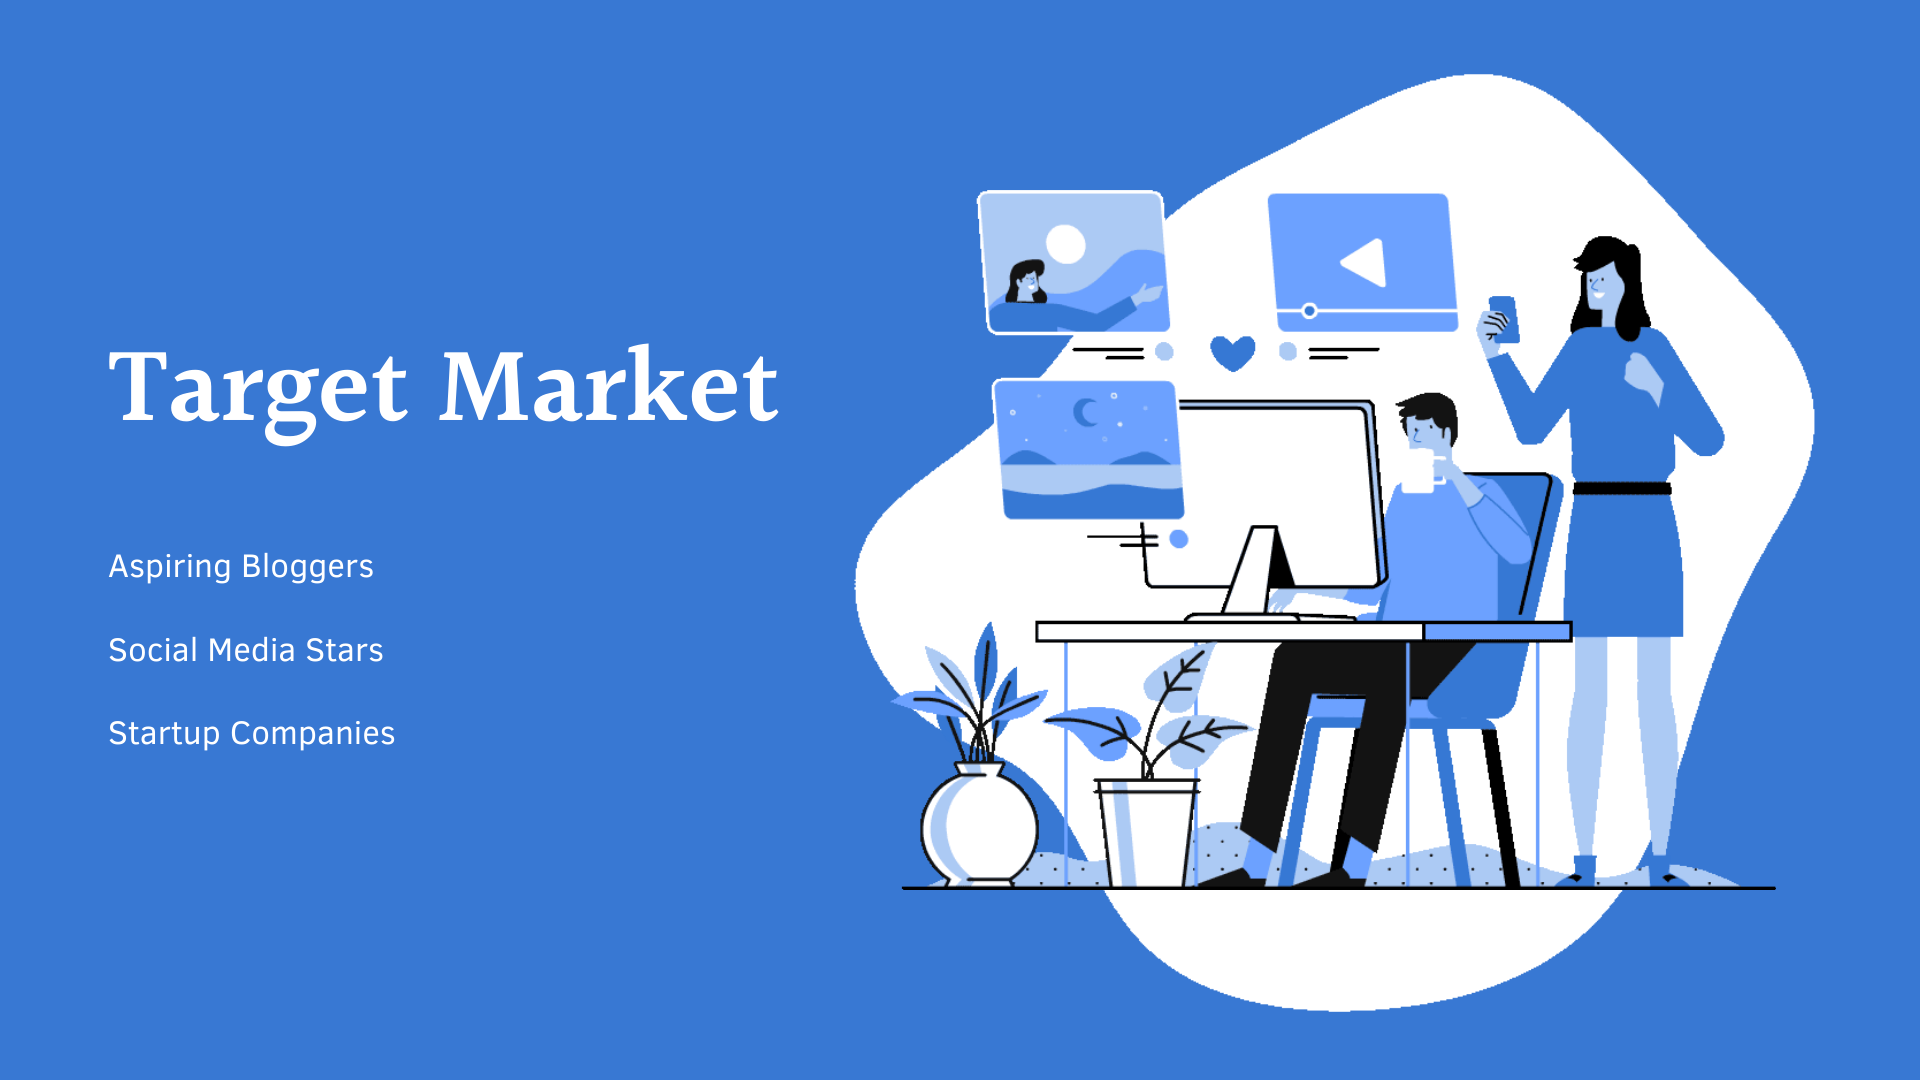 Target Market
Aspiring Bloggers
Social Media Stars
Startup Companies